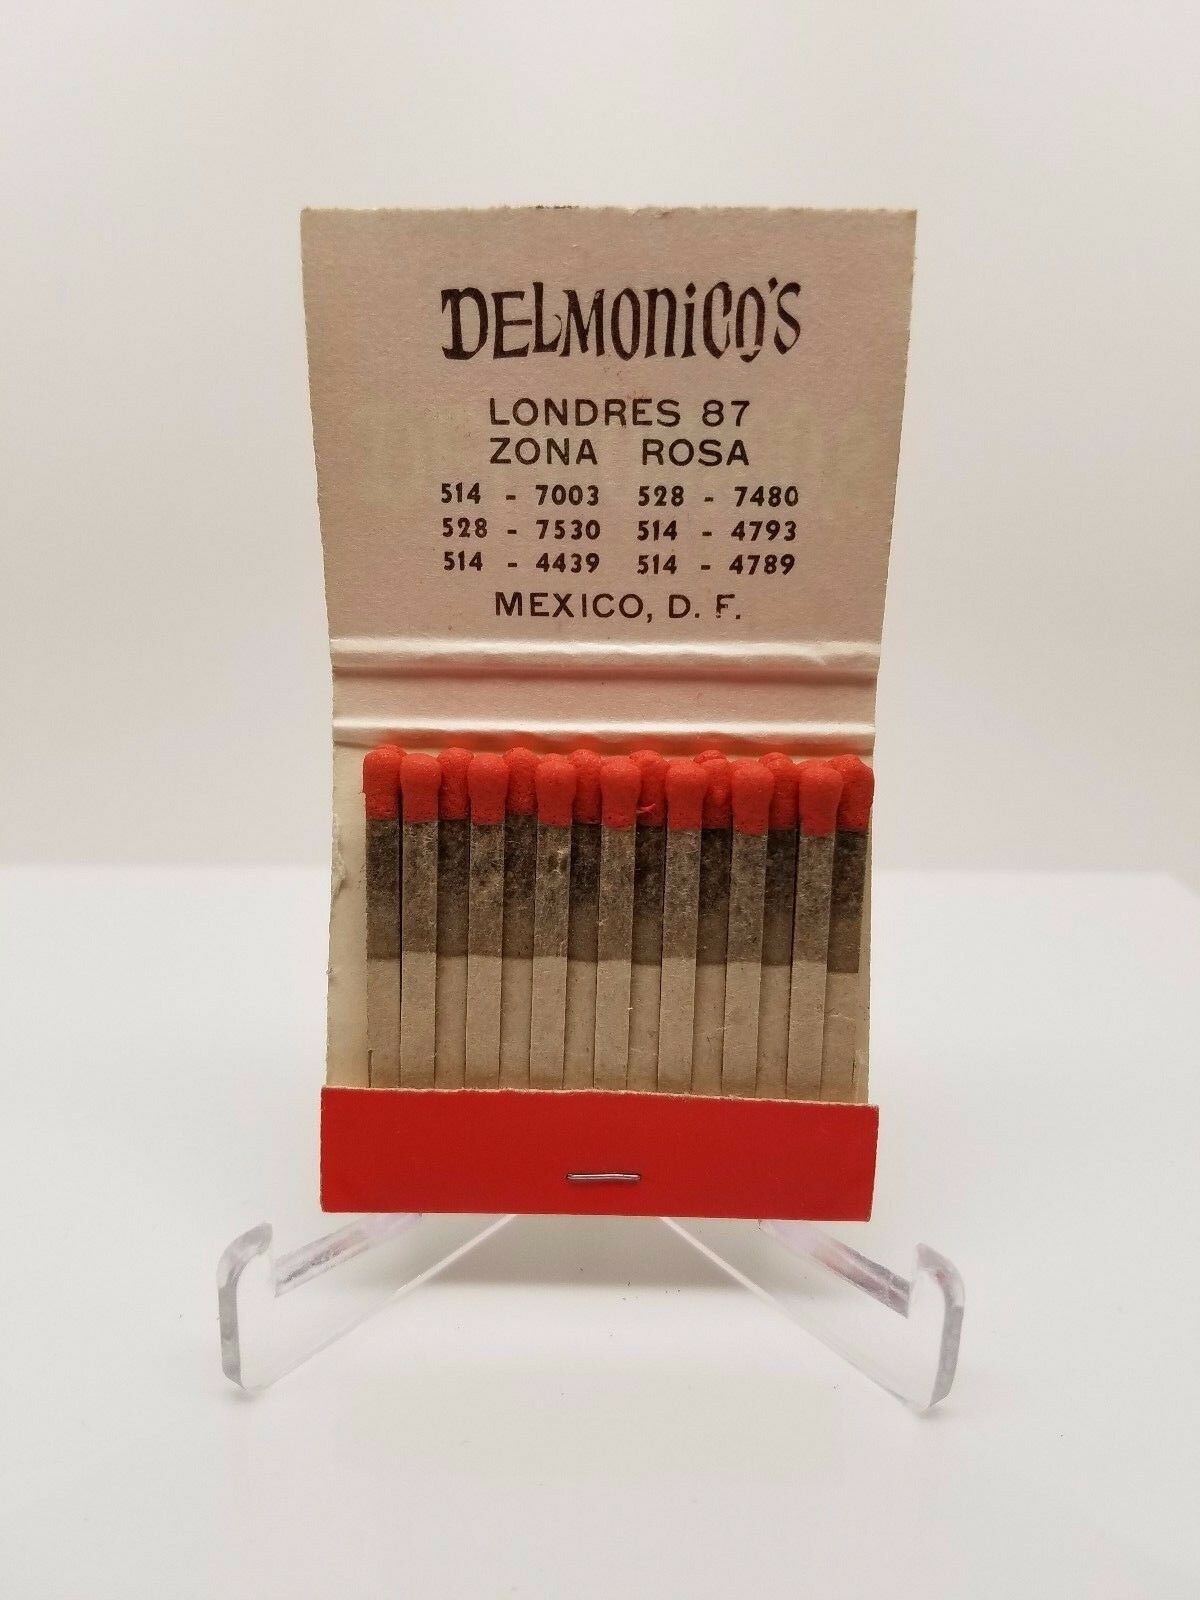 DELMONICO'S
LONDRES 87
ZONA ROSA
514 - 7003 528 - 7480
528 - 7530 514 - 4793
514 - 4439 514 - 4789
MEXICO, D. F.